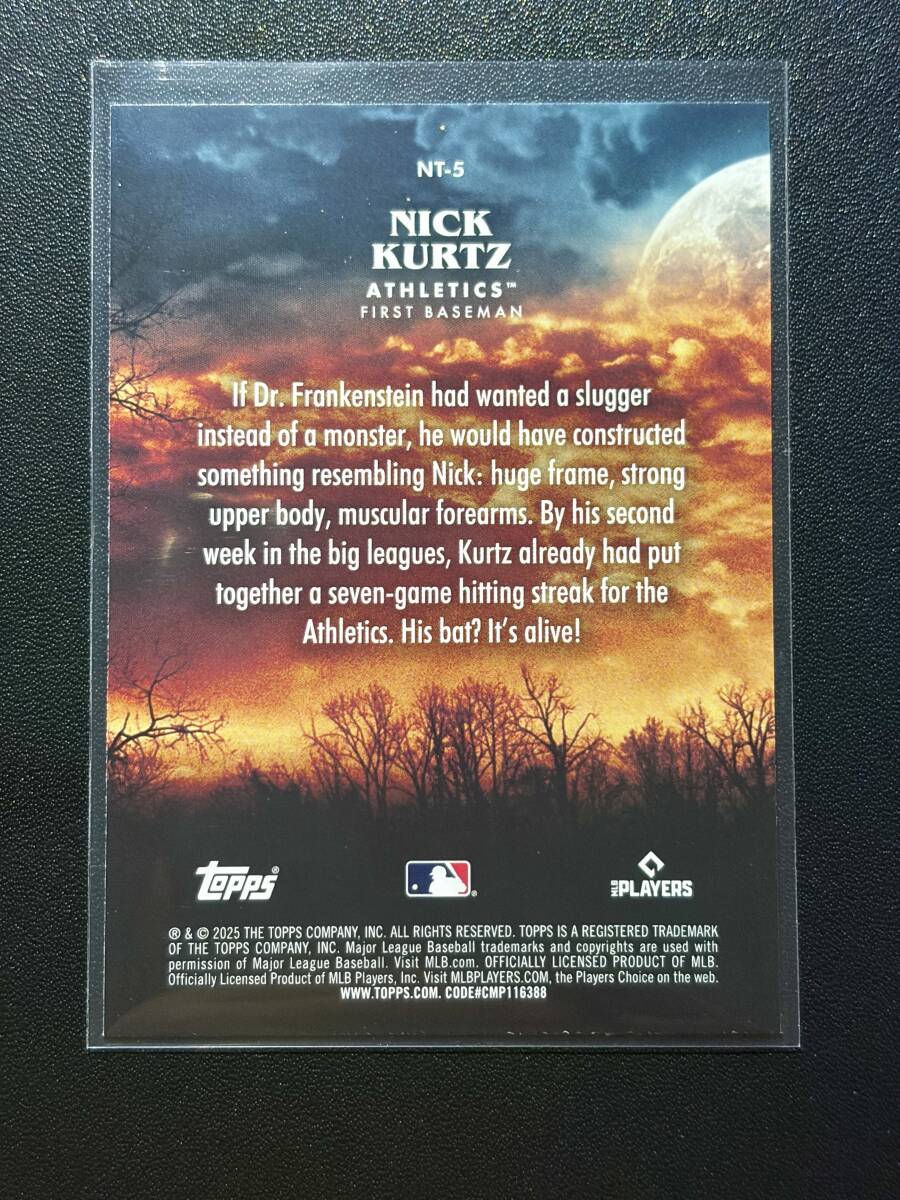 NT-5
NICK
KURTZ
ATHLETICS™
FIRST BASEMAN
If Dr. Frankenstein had wanted a slugger
instead of a monster, he would have constructed
something resembling Nick: huge frame, strong
upper body, muscular forearms. By his second
week in the big leagues, Kurtz already had put
together a seven-game hitting streak for the
Athletics. His bat? It's alive!
topps®
MLB PLAYERS
® & © 2025 THE TOPPS COMPANY, INC. ALL RIGHTS RESERVED. TOPPS IS A REGISTERED TRADEMARK
OF THE TOPPS COMPANY, INC. Major League Baseball trademarks and copyrights are used with
permission of Major League Baseball. Visit MLB.com. OFFICIALLY LICENSED PRODUCT OF MLB.
Officially Licensed Product of MLB Players, Inc. Visit MLBPLAYERS.COM, the Players Choice on the web.
WWW.TOPPS.COM. CODE#CMP116388